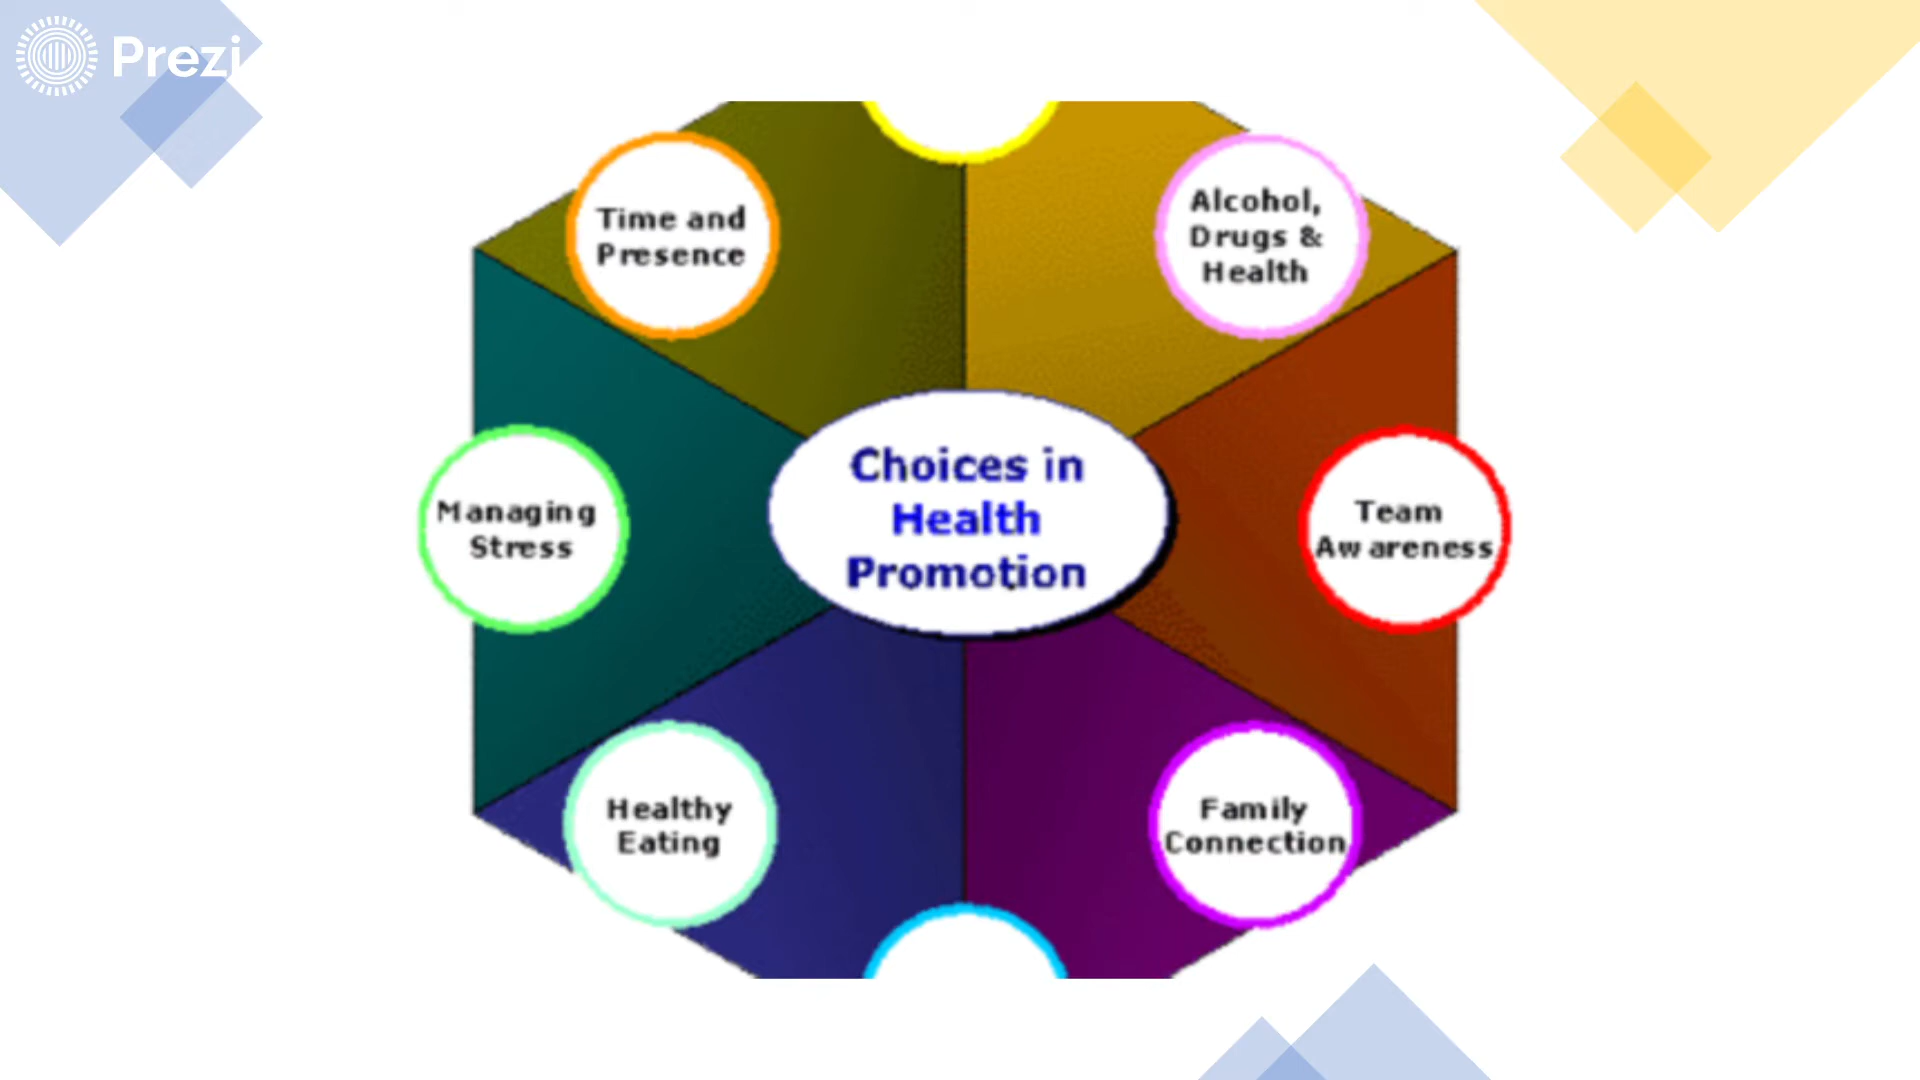 Prezi
Time and
Presence
Alcohol,
Drugs &
Health
Managing
Stress
Choices in
Health
Promotion
Team
Awareness
Healthy
Eating
Family
Connection